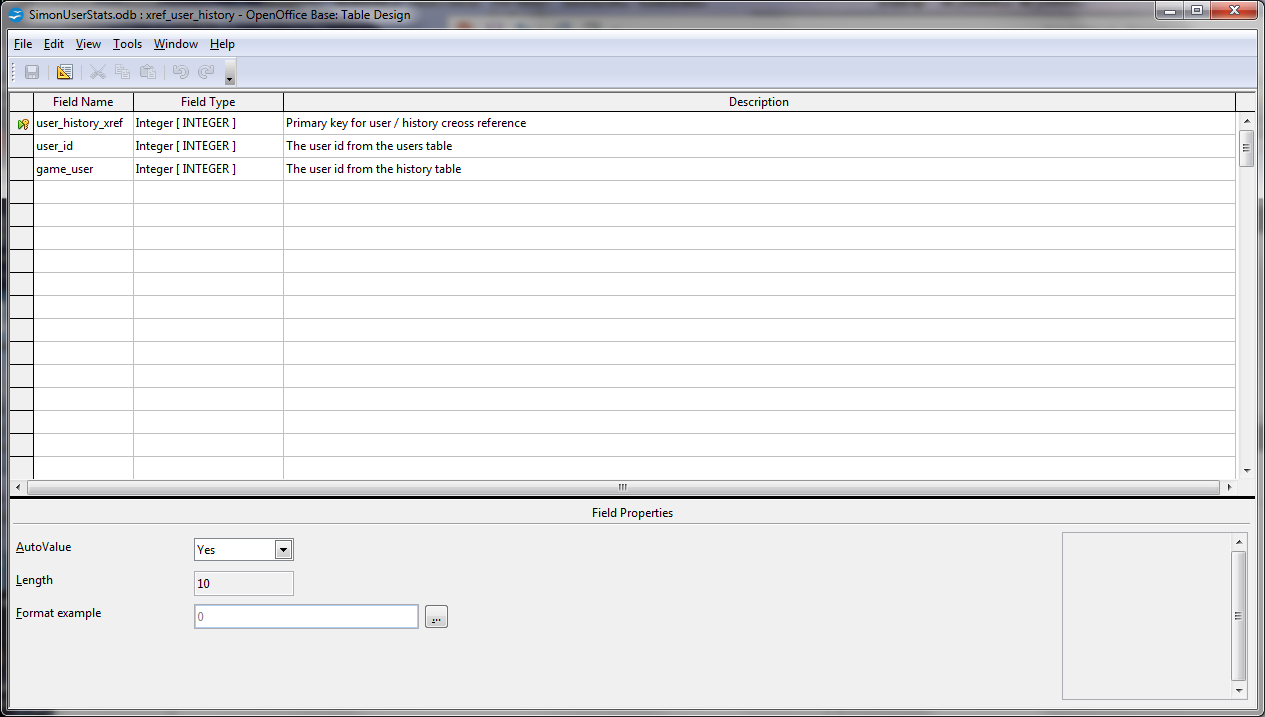 SimonUserStats.odb : xref_user_history - OpenOffice Base: Table Design
File Edit View Tools Window Help
Field Name Field Type Description
user_history_xref Integer [ INTEGER ] Primary key for user / history creoss reference
user_id Integer [ INTEGER ] The user id from the users table
game_user Integer [ INTEGER ] The user id from the history table
Field Properties
AutoValue Yes
Length 10
Format example 0 ...